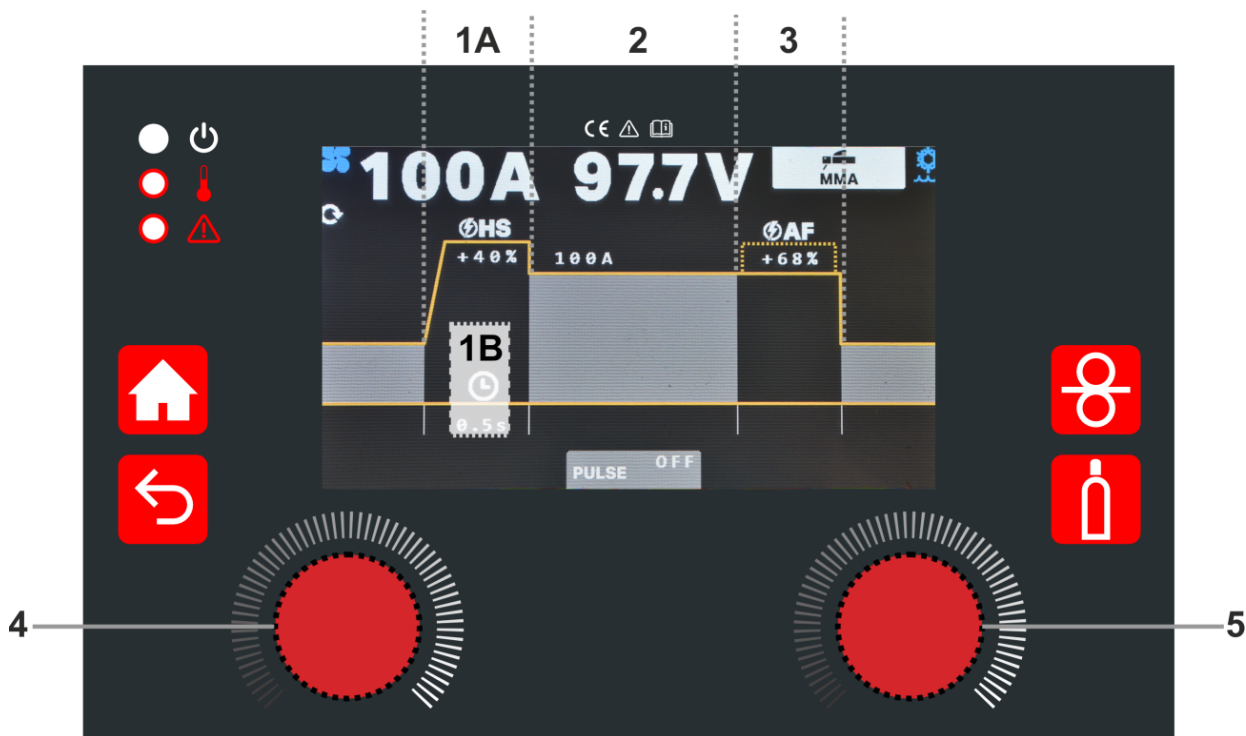 1A 2 3
CE
100A 97.7V MMA
HS AF
+40% 100A +68%
1B
0.5s
PULSE OFF
4 5